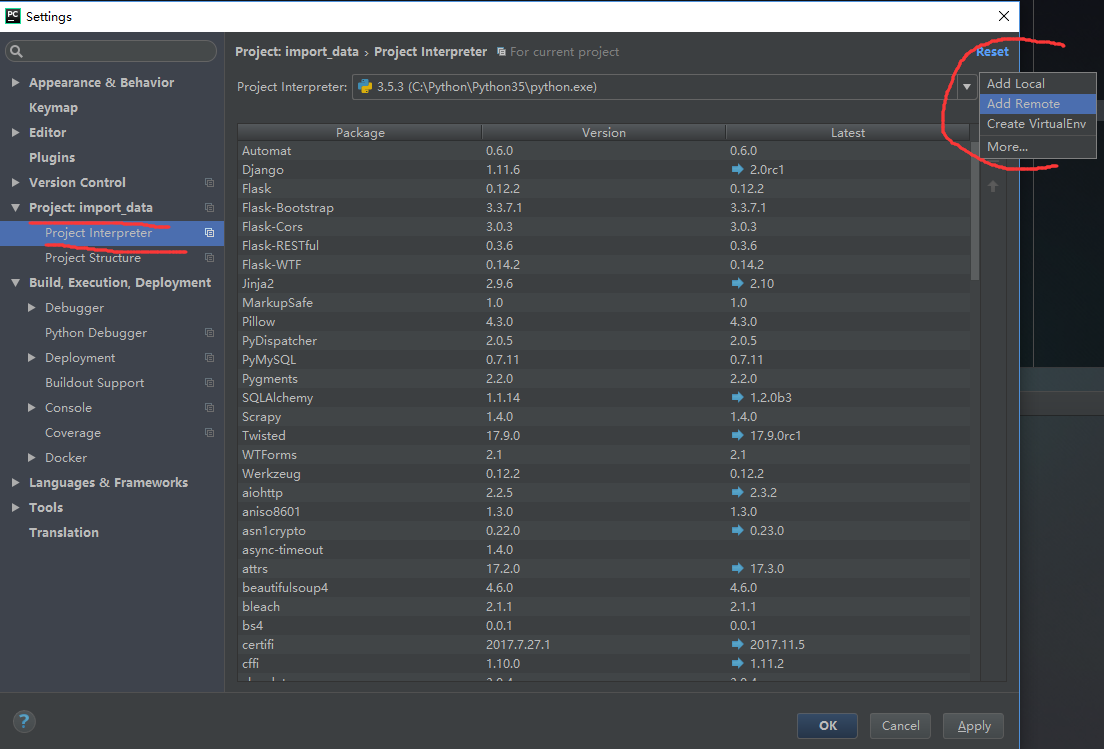 PC Settings
Project: import_data › Project Interpreter For current project Reset
Appearance & Behavior
Keymap
Editor
Plugins
Version Control
Project: import_data
Project Interpreter
Project Structure
Build, Execution, Deployment
Debugger
Python Debugger
Deployment
Buildout Support
Console
Coverage
Docker
Languages & Frameworks
Tools
Translation
Project Interpreter: 3.5.3 (C:\Python\Python35\python.exe)
Add Local
Add Remote
Create VirtualEnv
More...
Package Version Latest
Automat 0.6.0 0.6.0
Django 1.11.6 2.0rc1
Flask 0.12.2 0.12.2
Flask-Bootstrap 3.3.7.1 3.3.7.1
Flask-Cors 3.0.3 3.0.3
Flask-RESTful 0.3.6 0.3.6
Flask-WTF 0.14.2 0.14.2
Jinja2 2.9.6 2.10
MarkupSafe 1.0 1.0
Pillow 4.3.0 4.3.0
PyDispatcher 2.0.5 2.0.5
PyMySQL 0.7.11 0.7.11
Pygments 2.2.0 2.2.0
SQLAlchemy 1.1.14 1.2.0b3
Scrapy 1.4.0 1.4.0
Twisted 17.9.0 17.9.0rc1
WTForms 2.1 2.1
Werkzeug 0.12.2 0.12.2
aiohttp 2.2.5 2.3.2
aniso8601 1.3.0 1.3.0
asn1crypto 0.22.0 0.23.0
async-timeout 1.4.0
attrs 17.2.0 17.3.0
beautifulsoup4 4.6.0 4.6.0
bleach 2.1.1 2.1.1
bs4 0.0.1 0.0.1
certifi 2017.7.27.1 2017.11.5
cffi 1.10.0 1.11.2
? OK Cancel Apply